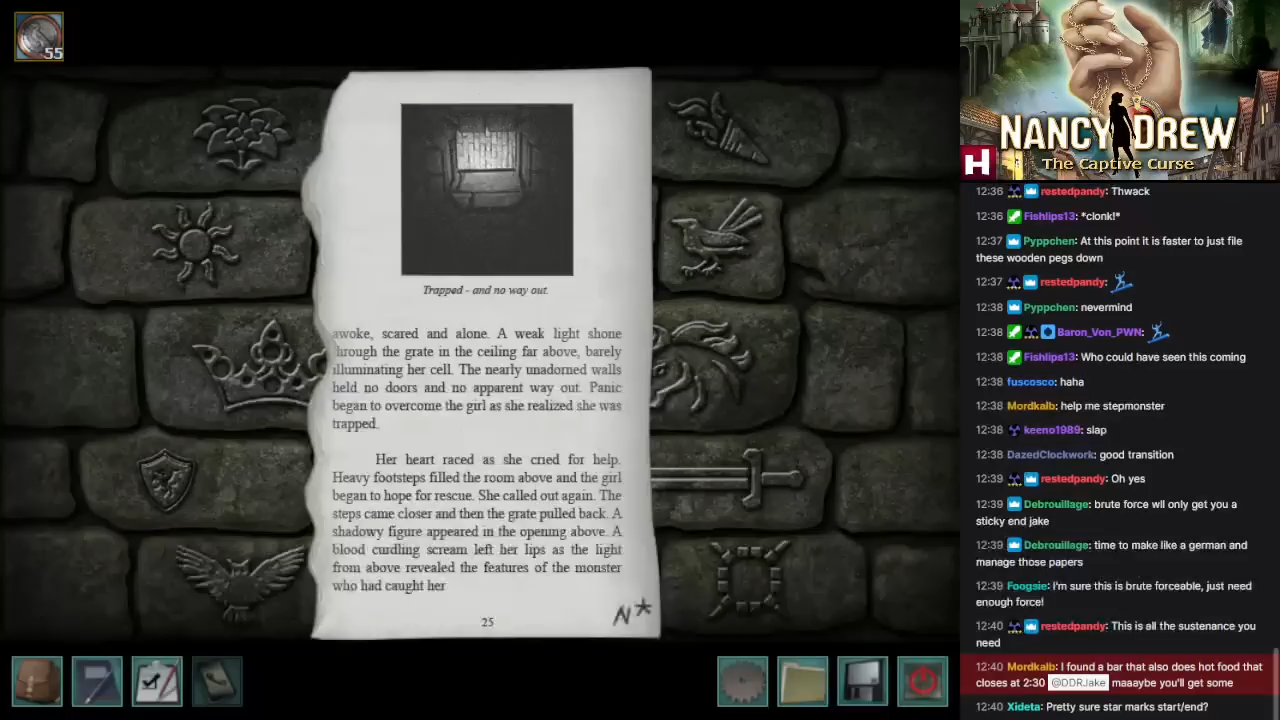 55
Trapped - and no way out.
awoke, scared and alone. A weak light shone
hrough the grate in the ceiling far above, barely
illuminating her cell. The nearly unadorned walls
held no doors and no apparent way out. Panic
began to overcome the girl as she realized she was
trapped.
Her heart raced as she cried for help.
Heavy footsteps filled the room above and the girl
began to hope for rescue. She called out again. The
steps came closer and then the grate pulled back. A
shadowy figure appeared in the opening above. A
blood curdling scream left her lips as the light
from above revealed the features of the monster
who had caught her
25
N*
NANCY DREW
The Captive Curse
H
12:36 restedpandy: Thwack
12:36 Fishlips13: *clonk!*
12:37 Pyppchen: At this point it is faster to just file
these wooden pegs down
12:37 restedpandy:
12:38 Pyppchen: nevermind
12:38 Baron_Von_PWN:
12:38 Fishlips13: Who could have seen this coming
12:38 fuscosco: haha
12:38 Mordkalb: help me stepmonster
12:38 keeno1989: slap
12:38 DazedClockwork: good transition
12:39 restedpandy: Oh yes
12:39 Debrouillage: brute force wll only get you a
sticky end jake
12:39 Debrouillage: time to make like a german and
manage those papers
12:39 Foogsie: I'm sure this is brute forceable, just need
enough force!
12:40 restedpandy: This is all the sustenance you
need
12:40 Mordkalb: I found a bar that also does hot food that
closes at 2:30 @DDRJake maaaybe you'll get some
12:40 Xideta: Pretty sure star marks start/end?